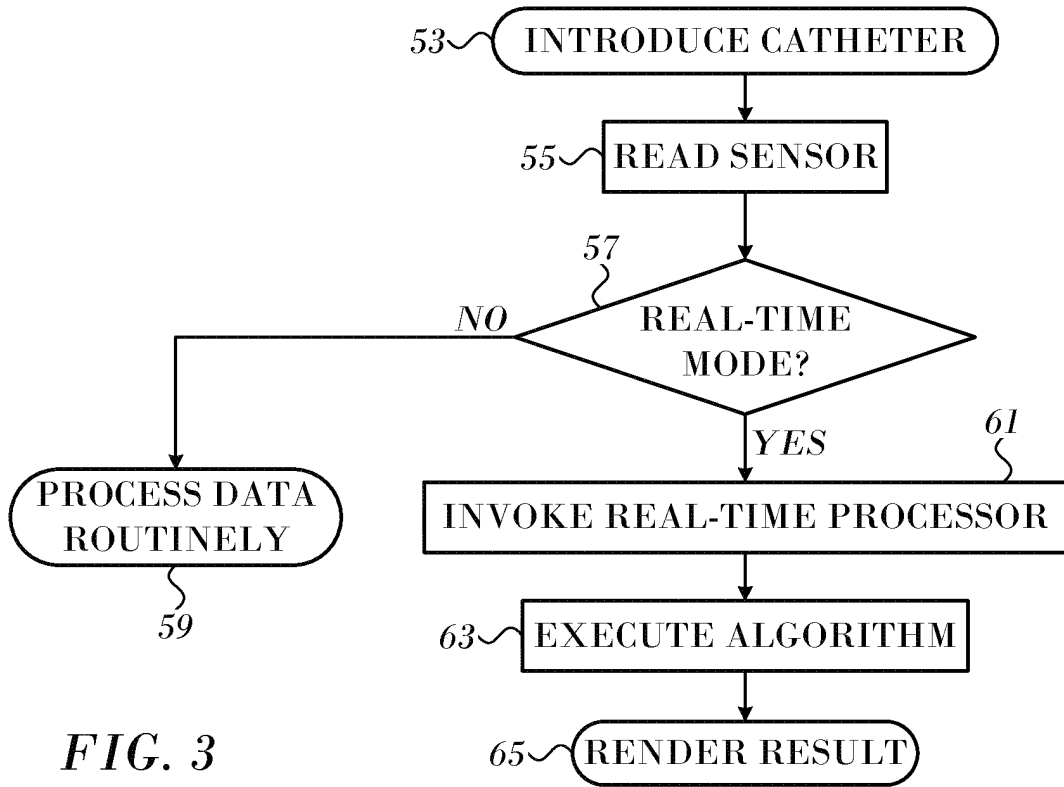 53
INTRODUCE CATHETER
55
READ SENSOR
57
NO
REAL-TIME
MODE?
YES
61
PROCESS DATA
ROUTINELY
59
INVOKE REAL-TIME PROCESSOR
63
EXECUTE ALGORITHM
65
RENDER RESULT
FIG. 3